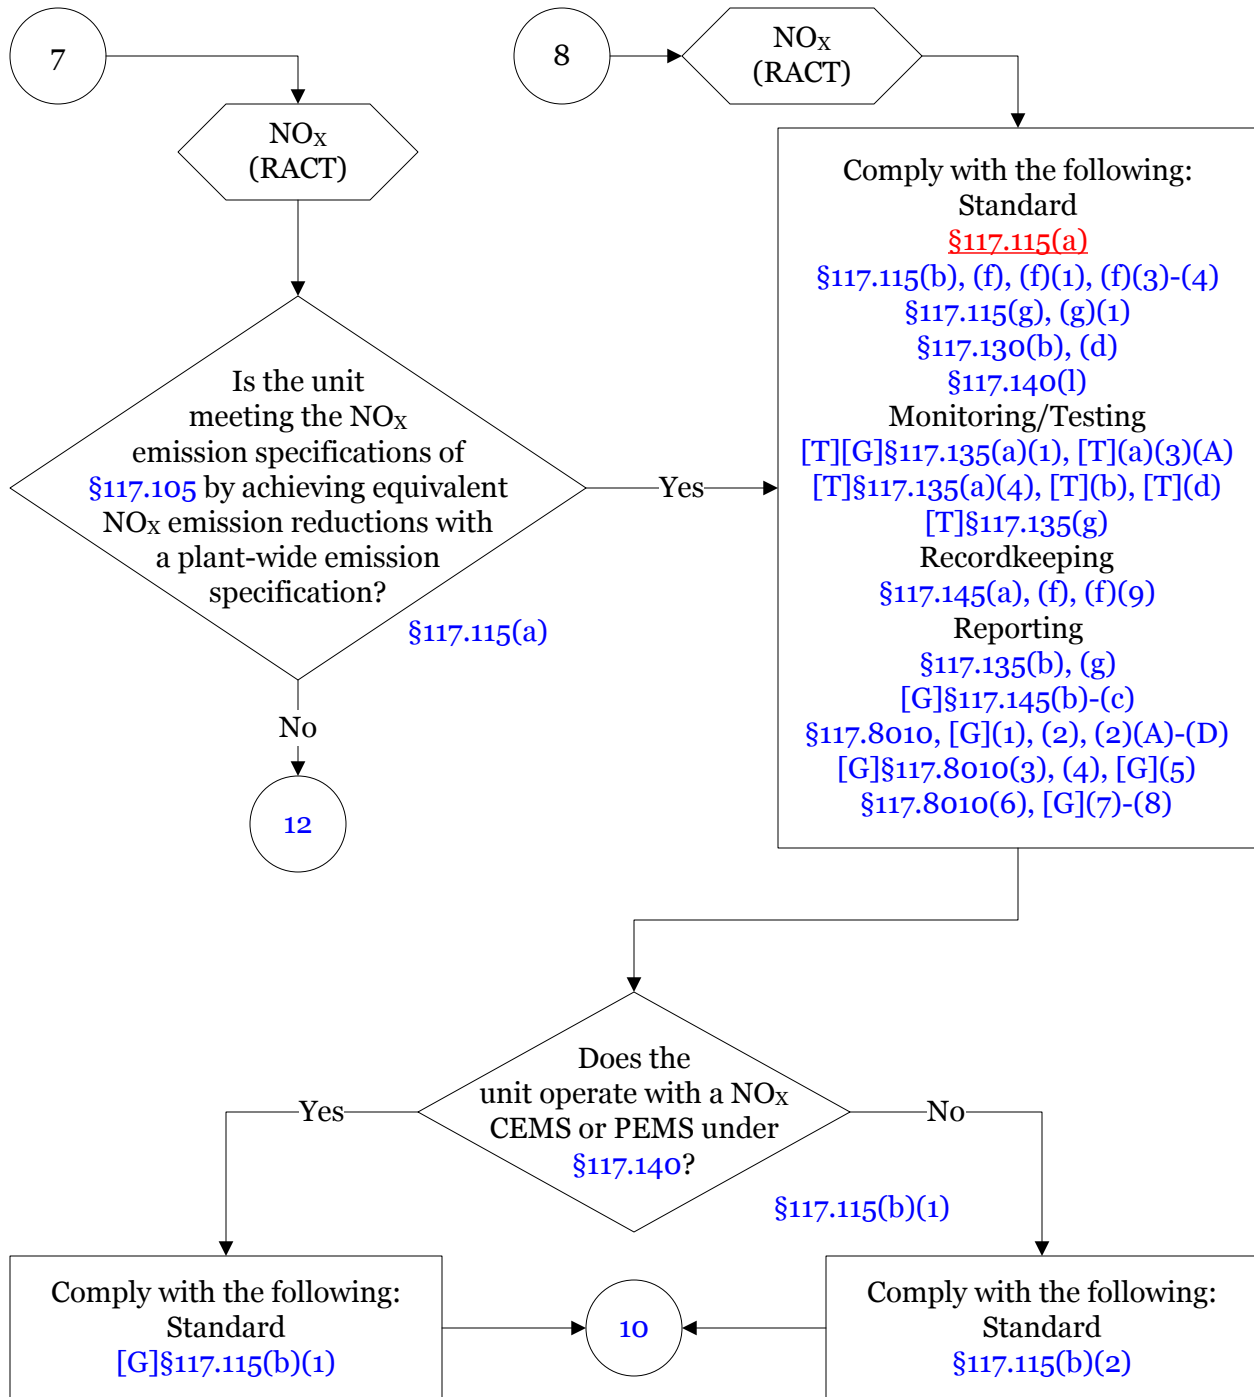 7
NOX
(RACT)
8
NOX
(RACT)
Is the unit
meeting the NOX
emission specifications of
§117.105 by achieving equivalent
NOX emission reductions with
a plant-wide emission
specification?
§117.115(a)
Yes
No
12
Comply with the following:
Standard
§117.115(a)
§117.115(b), (f), (f)(1), (f)(3)-(4)
§117.115(g), (g)(1)
§117.130(b), (d)
§117.140(l)
Monitoring/Testing
[T][G]§117.135(a)(1), [T](a)(3)(A)
[T]§117.135(a)(4), [T](b), [T](d)
[T]§117.135(g)
Recordkeeping
§117.145(a), (f), (f)(9)
Reporting
§117.135(b), (g)
[G]§117.145(b)-(c)
§117.8010, [G](1), (2), (2)(A)-(D)
[G]§117.8010(3), (4), [G](5)
§117.8010(6), [G](7)-(8)
Does the
unit operate with a NOX
CEMS or PEMS under
§117.140?
§117.115(b)(1)
Yes
No
Comply with the following:
Standard
[G]§117.115(b)(1)
10
Comply with the following:
Standard
§117.115(b)(2)